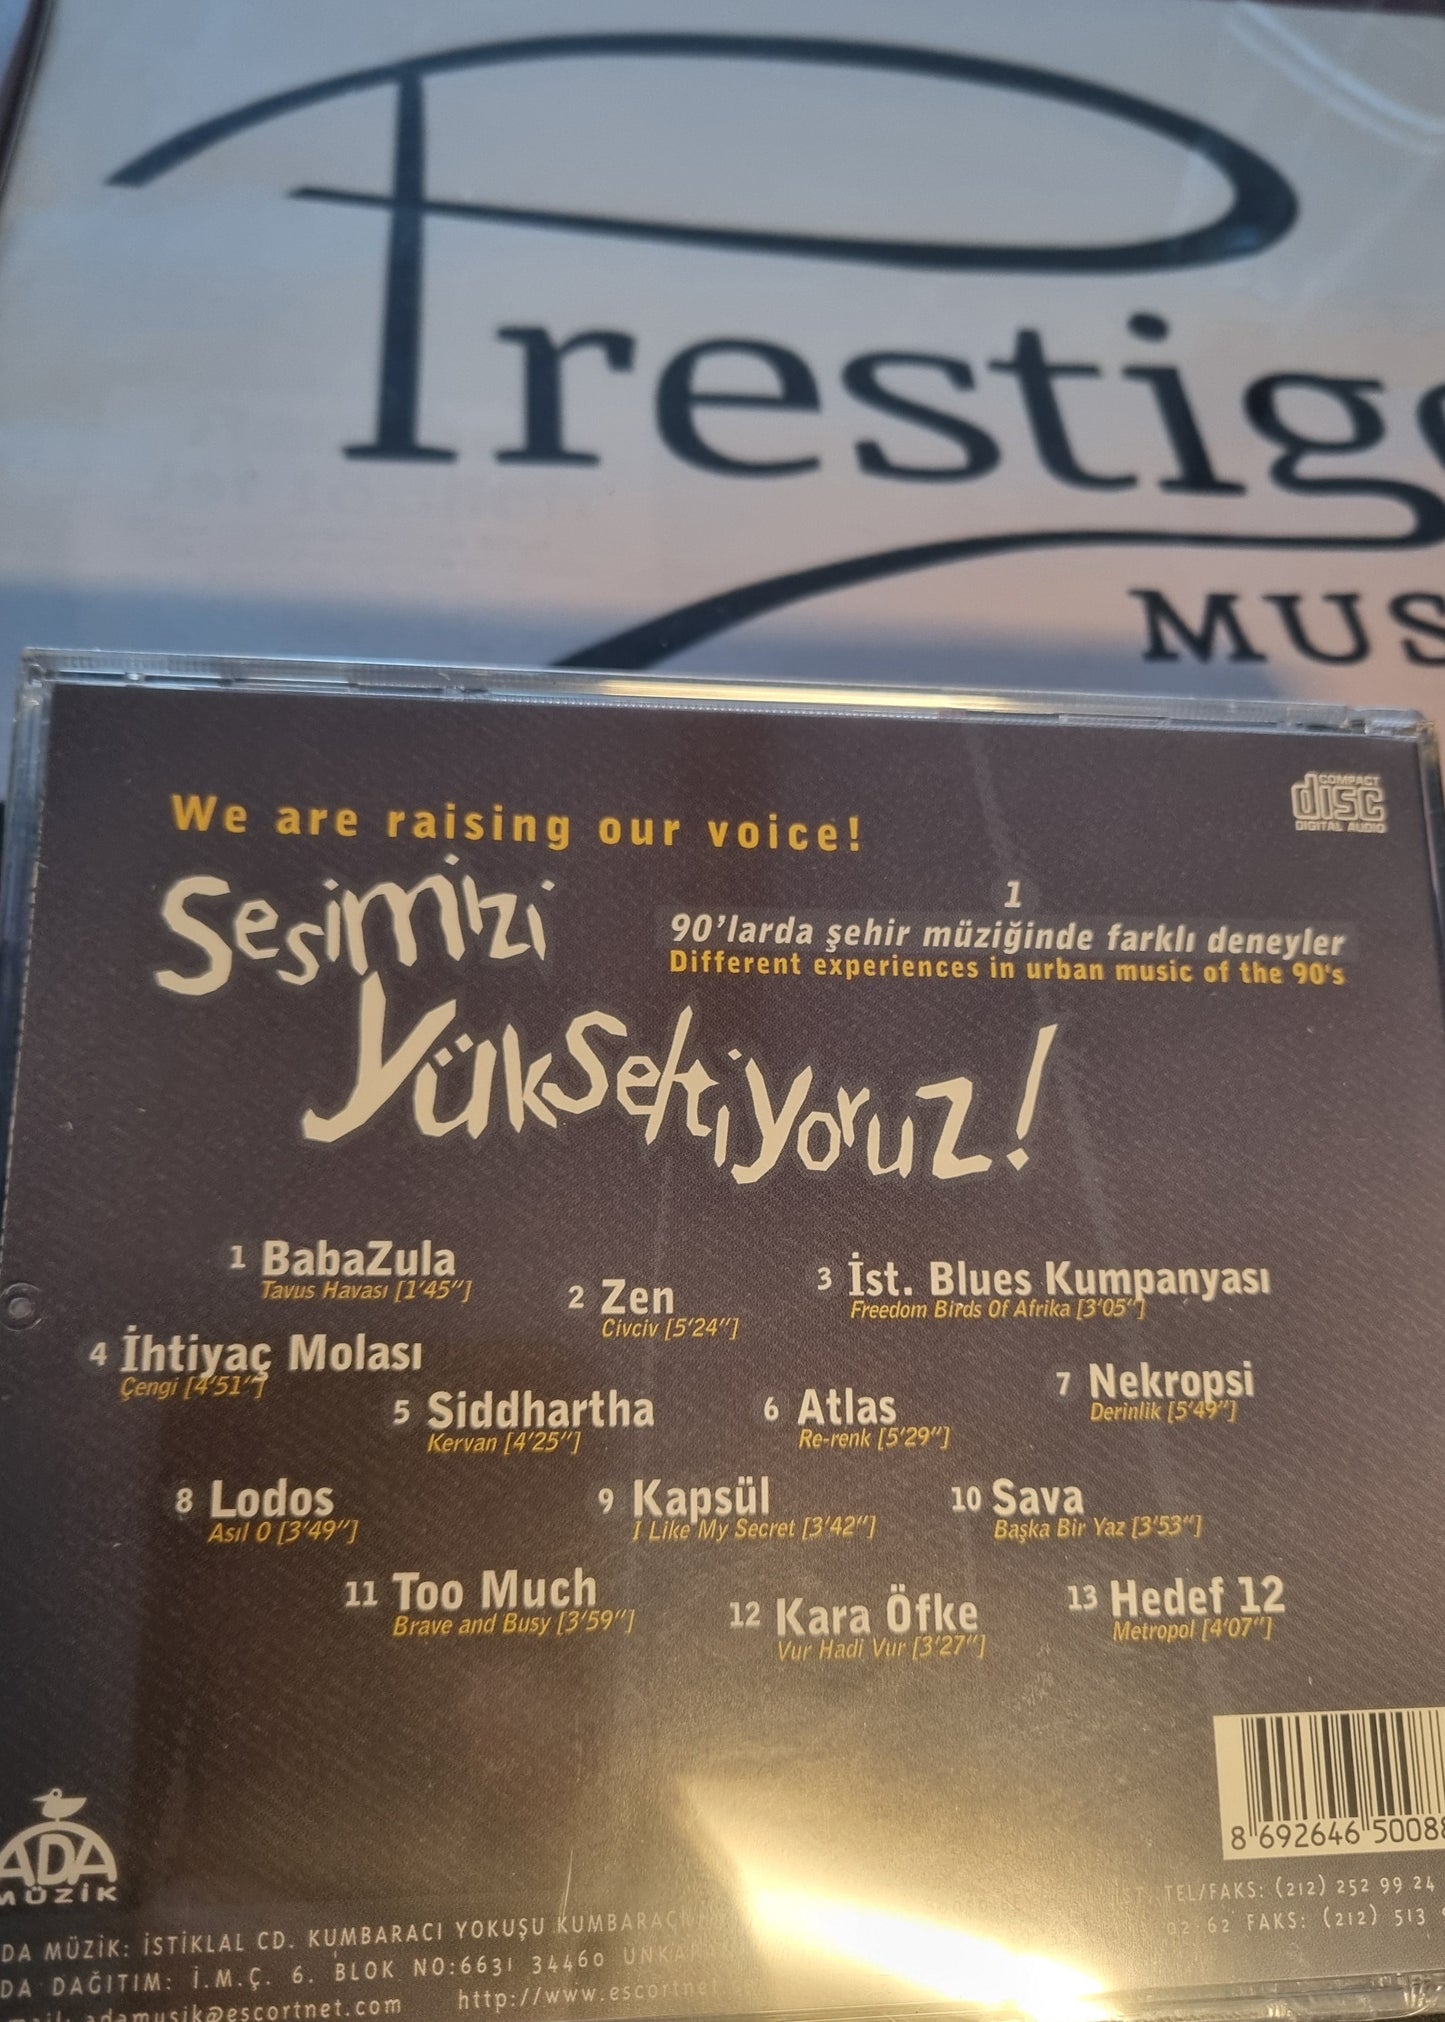 Prestige
MUS
We are raising our voice!
COMPACT
disc
DIGITAL AUDIO
Sesimizi
Yükseltiyoruz!
1
90'larda şehir müziğinde farklı deneyler
Different experiences in urban music of the 90's
1 BabaZula
Tavus Havası [1'45"]
2 Zen
Civciv [5'24"]
3 İst. Blues Kumpanyası
Freedom Birds Of Afrika [3'05"]
4 İhtiyaç Molası
Çengi [4'51"]
5 Siddhartha
Kervan [4'25"]
6 Atlas
Re-renk [5'29"]
7 Nekropsi
Derinlik [5'49"]
8 Lodos
Asıl O [3'49"]
9 Kapsül
I Like My Secret [3'42"]
10 Sava
Başka Bir Yaz [3'53"]
11 Too Much
Brave and Busy [3'59"]
12 Kara Öfke
Vur Hadi Vur [3'27"]
13 Hedef 12
Metropol [4'07"]
8 692646 5008
ADA
MÜZİK
DA MÜZİK: İSTİKLAL CD. KUMBARACI YOKUŞU KUMBARACI TEL/FAKS: (212) 252 99 24
DA DAĞITIM: İ.M.Ç. 6. BLOK NO:6631 34460 UNKAP 02 62 FAKS: (212) 513
mail: adamusik@escortnet.com http://www.escortnet